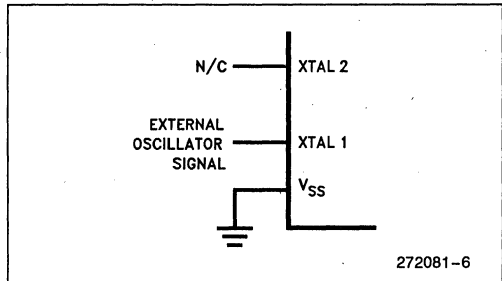 N/C XTAL 2
EXTERNAL
OSCILLATOR XTAL 1
SIGNAL
VSS
272081-6